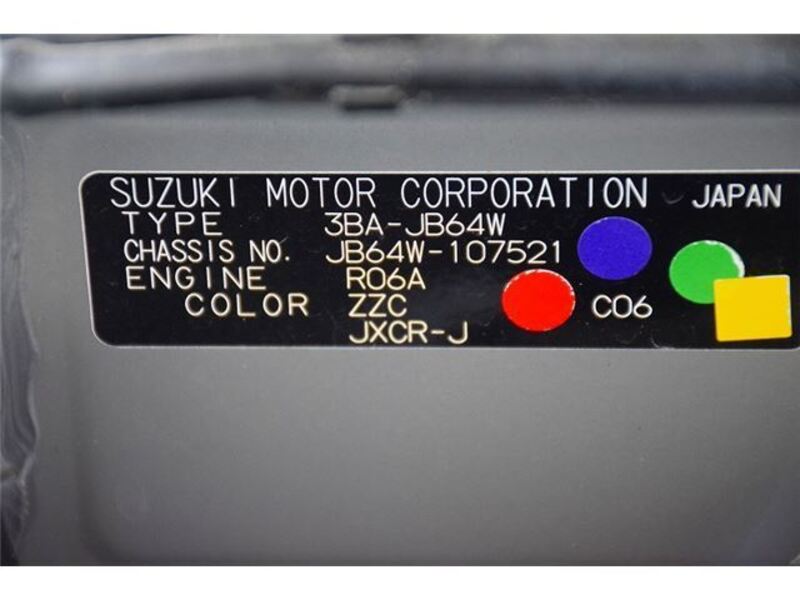 SUZUKI MOTOR CORPORATION JAPAN
TYPE 3BA-JB64W
CHASSIS NO. JB64W-107521
ENGINE R06A
COLOR ZZC C06
JXCR-J